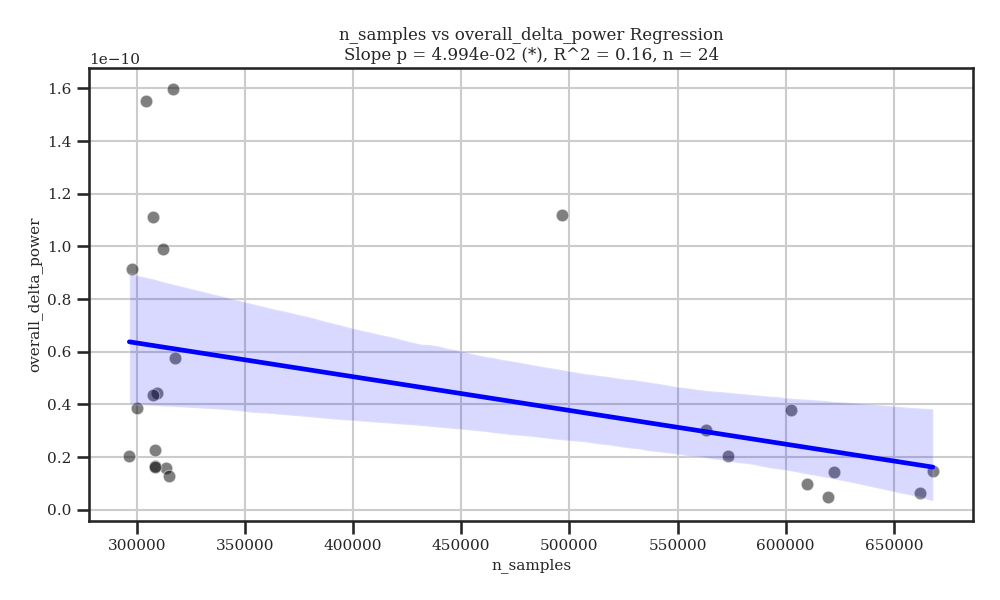 n_samples vs overall_delta_power Regression
Slope p = 4.994e-02 (*), R^2 = 0.16, n = 24
1e−10
1.6
1.4
1.2
1.0
0.8
0.6
0.4
0.2
0.0
overall_delta_power
300000 350000 400000 450000 500000 550000 600000 650000
n_samples